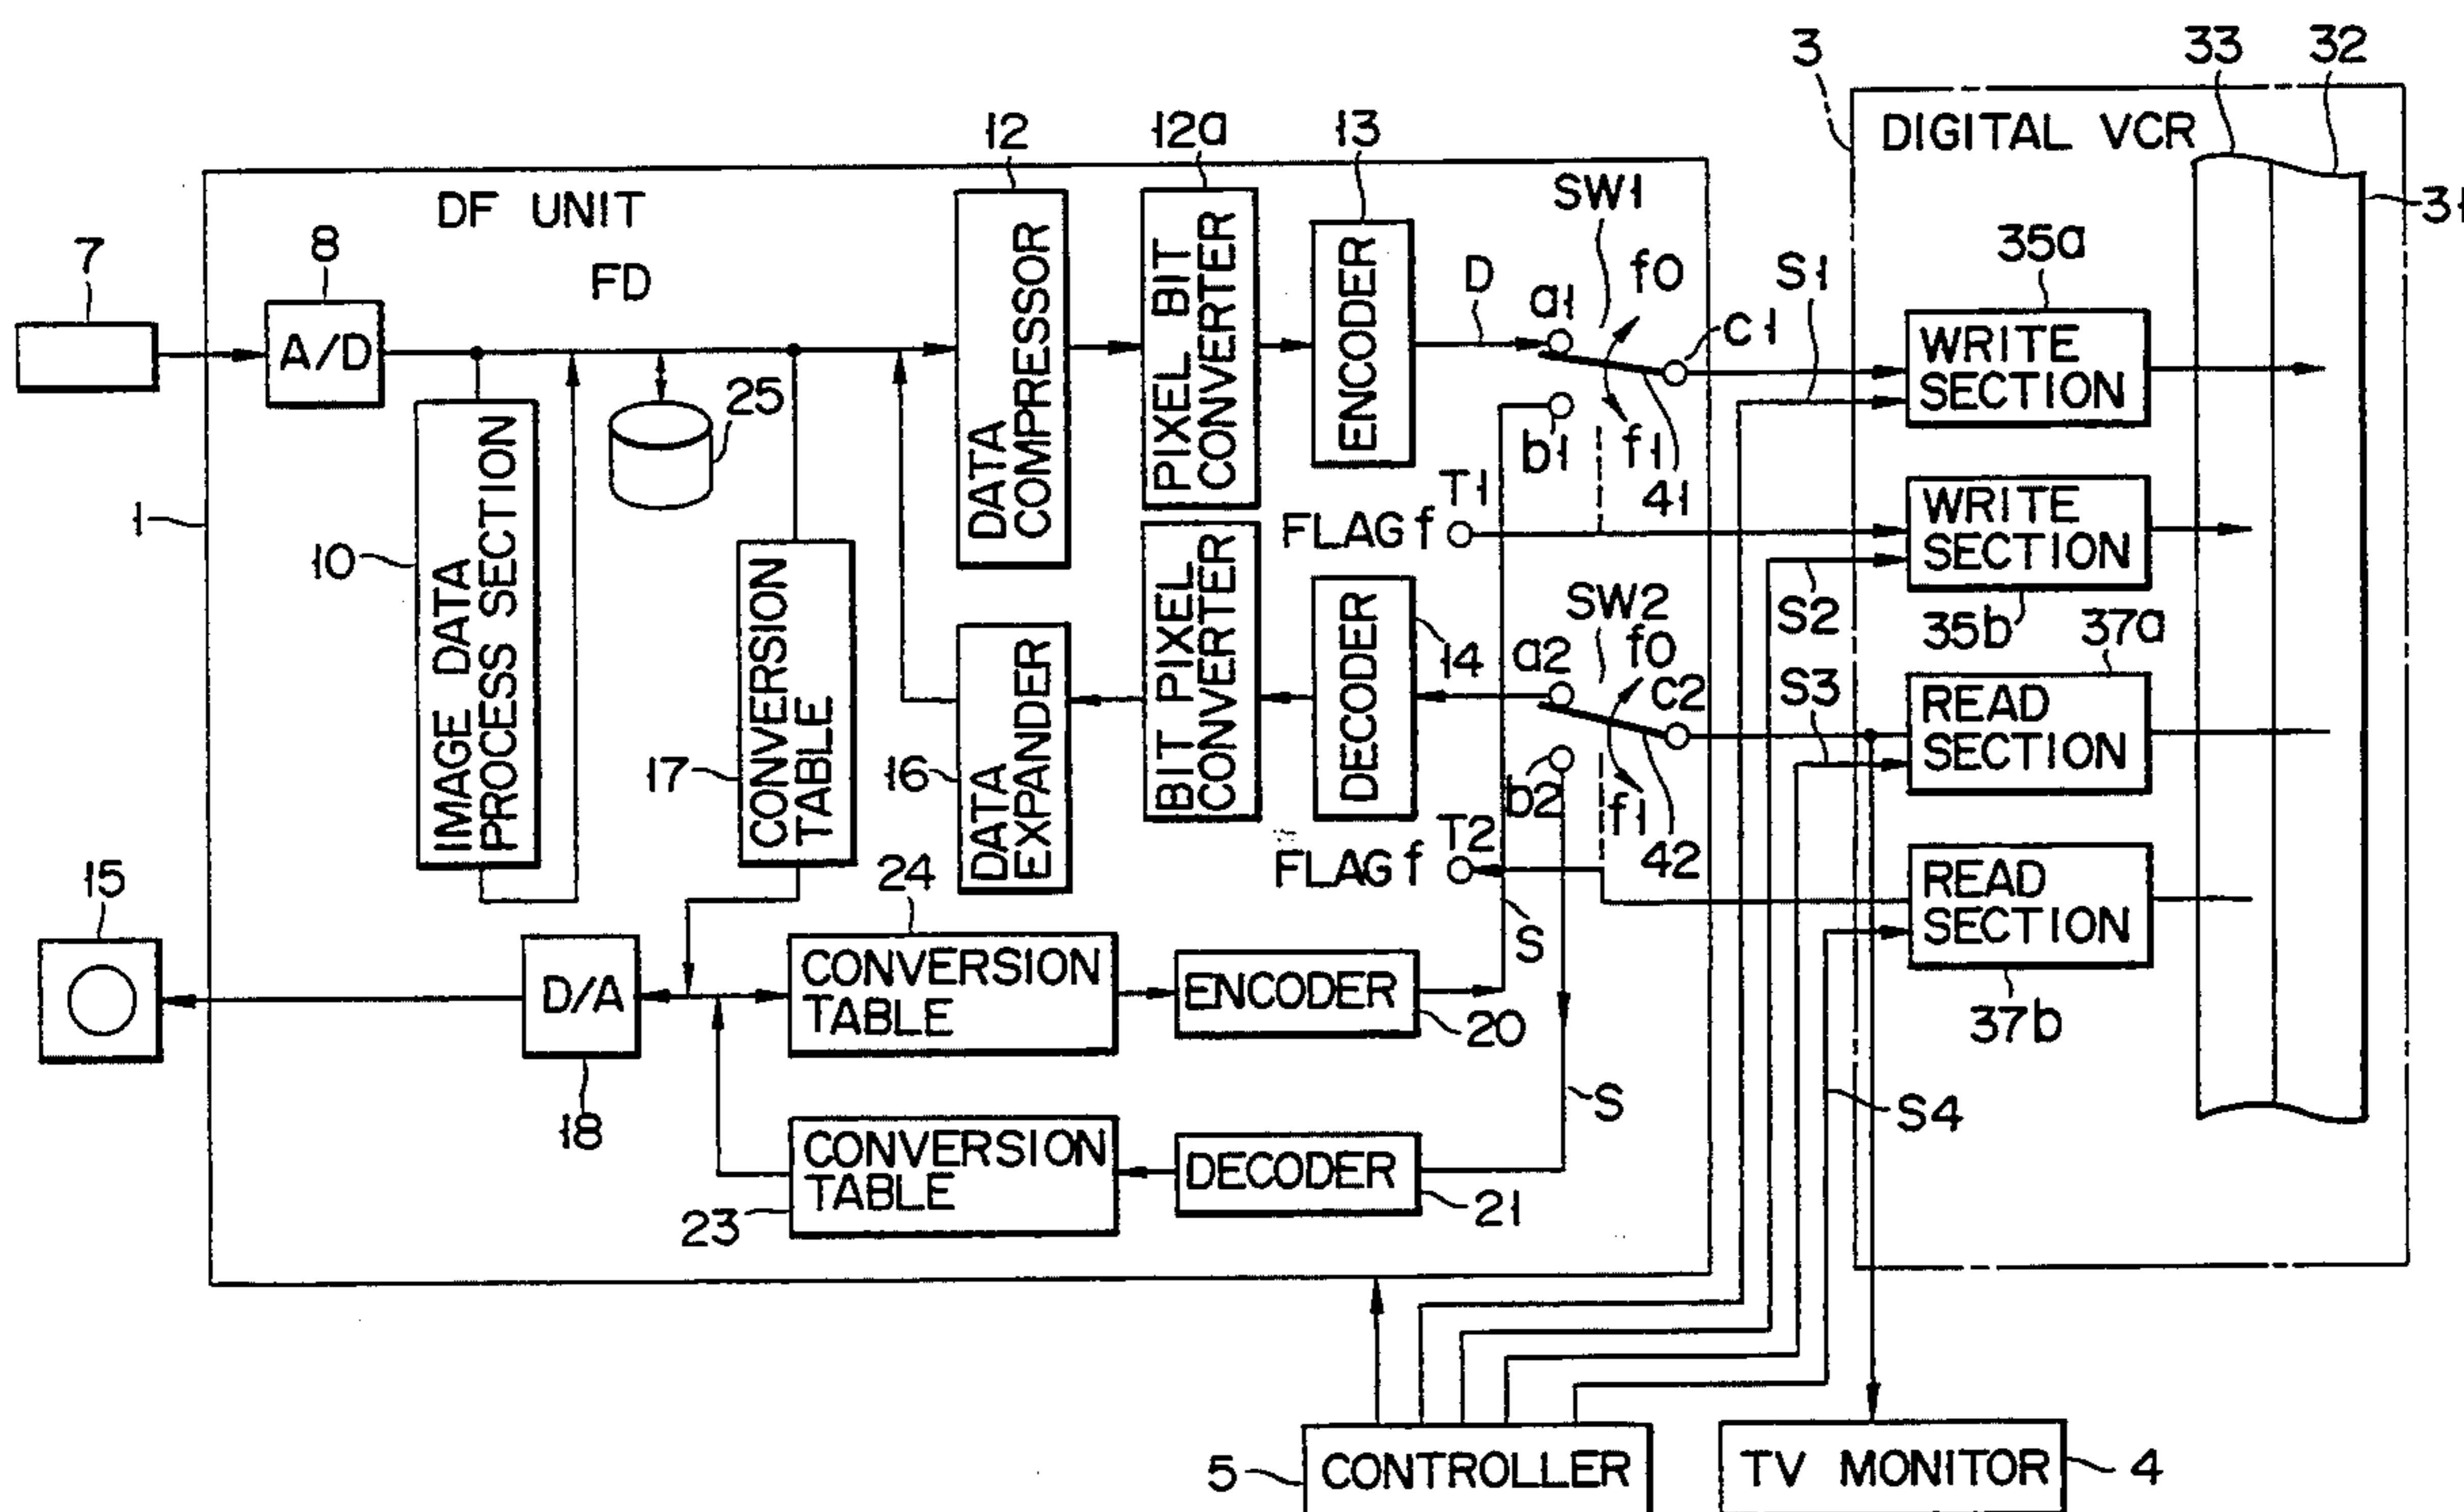 3
33
32
DIGITAL VCR
31
12
12a
13
SW1
DF UNIT
FD
7
8
A/D
DATA
COMPRESSOR
PIXEL BIT
CONVERTER
ENCODER
D
a1
f0
C1
S1
35a
WRITE
SECTION
25
b1
f1
41
1
10
IMAGE DATA
PROCESS SECTION
17
CONVERSION
TABLE
FLAG f
T1
WRITE
SECTION
35b
S2
16
DATA
EXPANDER
BIT PIXEL
CONVERTER
DECODER
14
SW2
a2
f0
C2
S3
37a
READ
SECTION
b2
f1
42
FLAG f
T2
READ
SECTION
37b
15
24
D/A
18
CONVERSION
TABLE
ENCODER
20
S
S
S4
CONVERSION
TABLE
23
DECODER
21
5
CONTROLLER
TV MONITOR
4